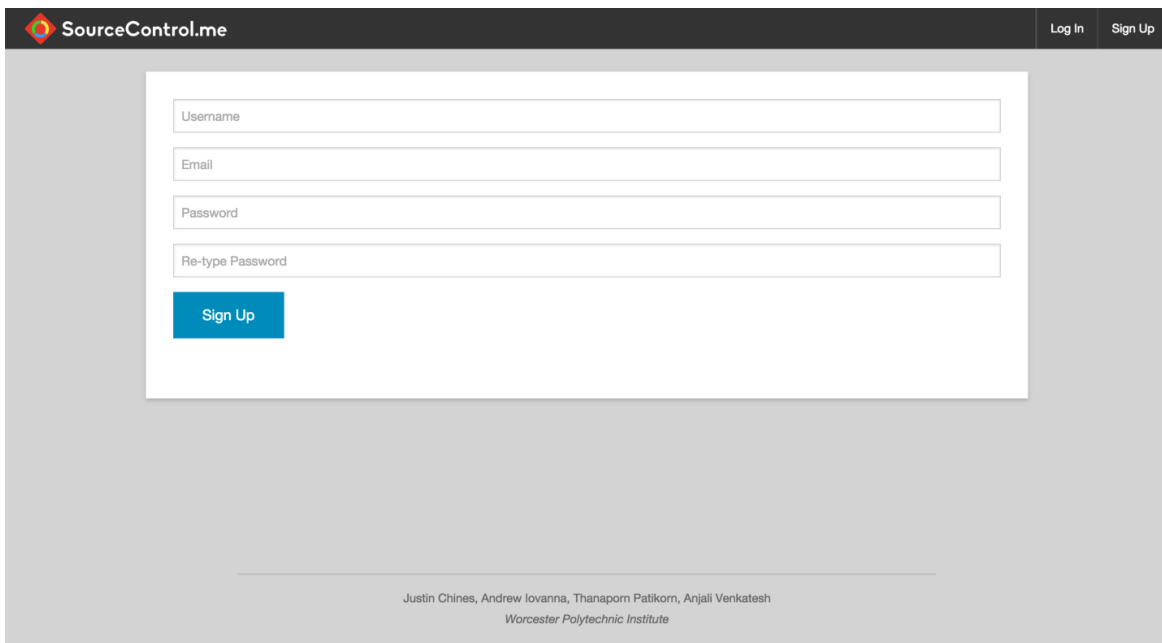 SourceControl.me
Log In
Sign Up
Username
Email
Password
Re-type Password
Sign Up
Justin Chines, Andrew Iovanna, Thanaporn Patikorn, Anjali Venkatesh
Worcester Polytechnic Institute